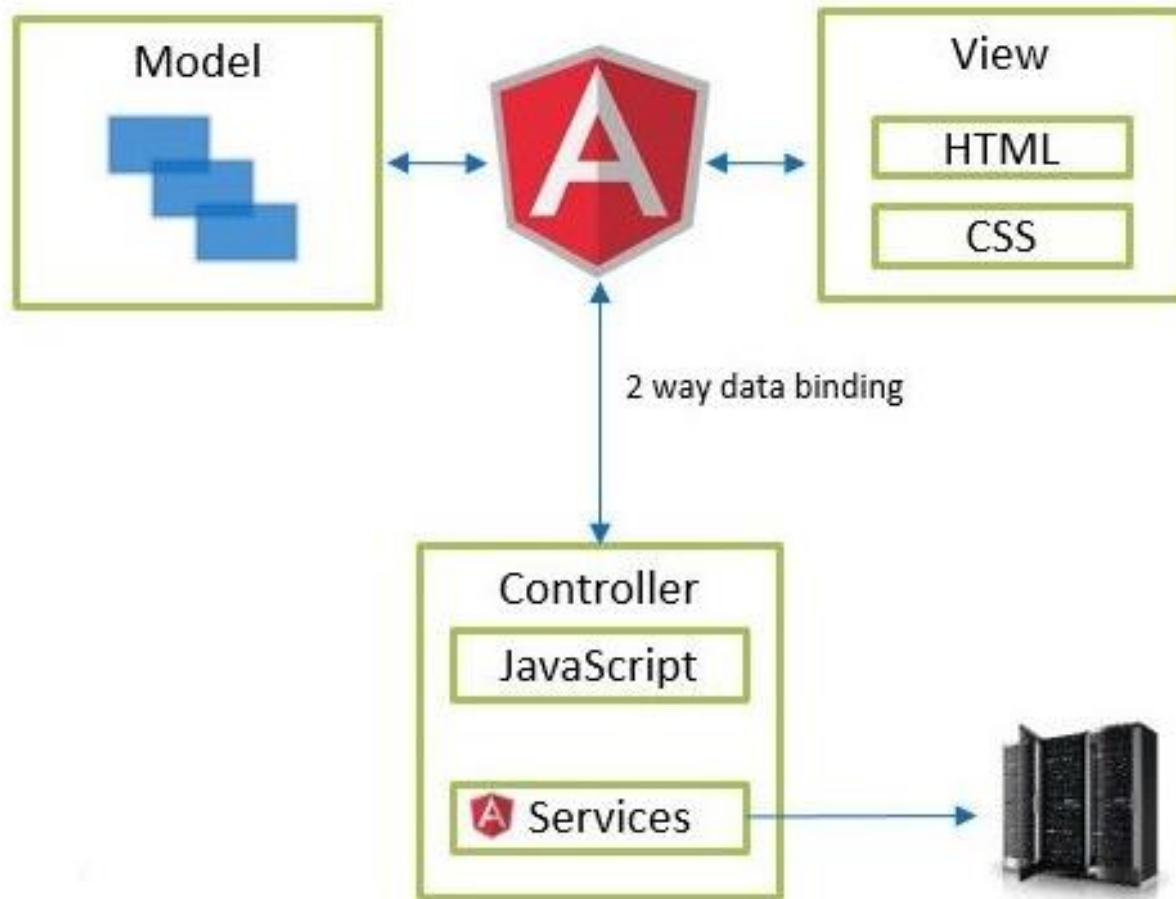 Model
A
View
HTML
CSS
2 way data binding
Controller
JavaScript
A Services